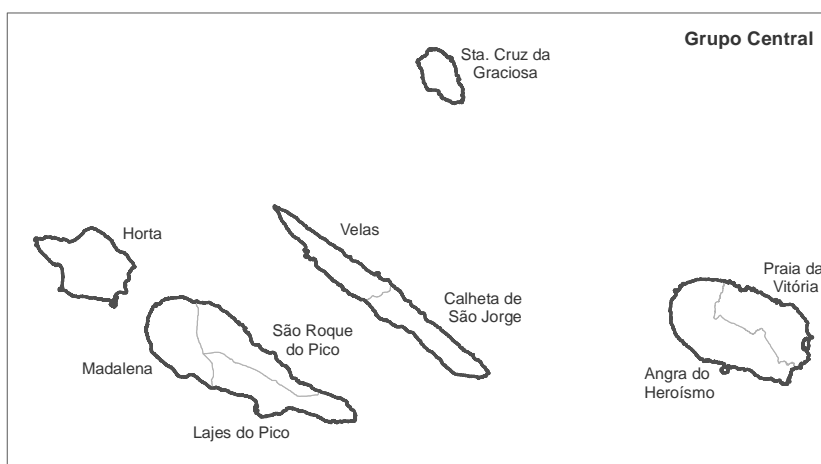 Grupo Central
Sta. Cruz da
Graciosa
Horta
Velas
Praia da
Vitória
Calheta de
São Jorge
São Roque
do Pico
Madalena
Angra do
Heroísmo
Lajes do Pico